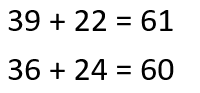 39 + 22 = 61
36 + 24 = 60